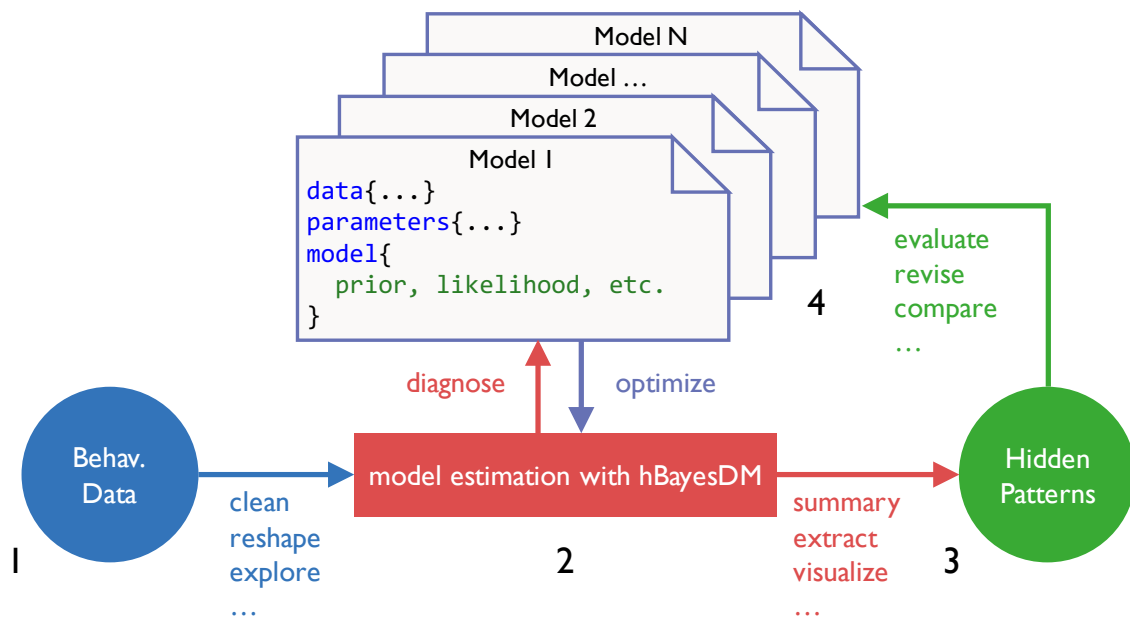 Model N
Model …
Model 2
Model 1
data{...}
parameters{...}
model{
prior, likelihood, etc.
}
evaluate
revise
compare
…
4
diagnose
optimize
Behav.
Data
model estimation with hBayesDM
Hidden
Patterns
clean
reshape
explore
…
summary
extract
visualize
…
1
2
3